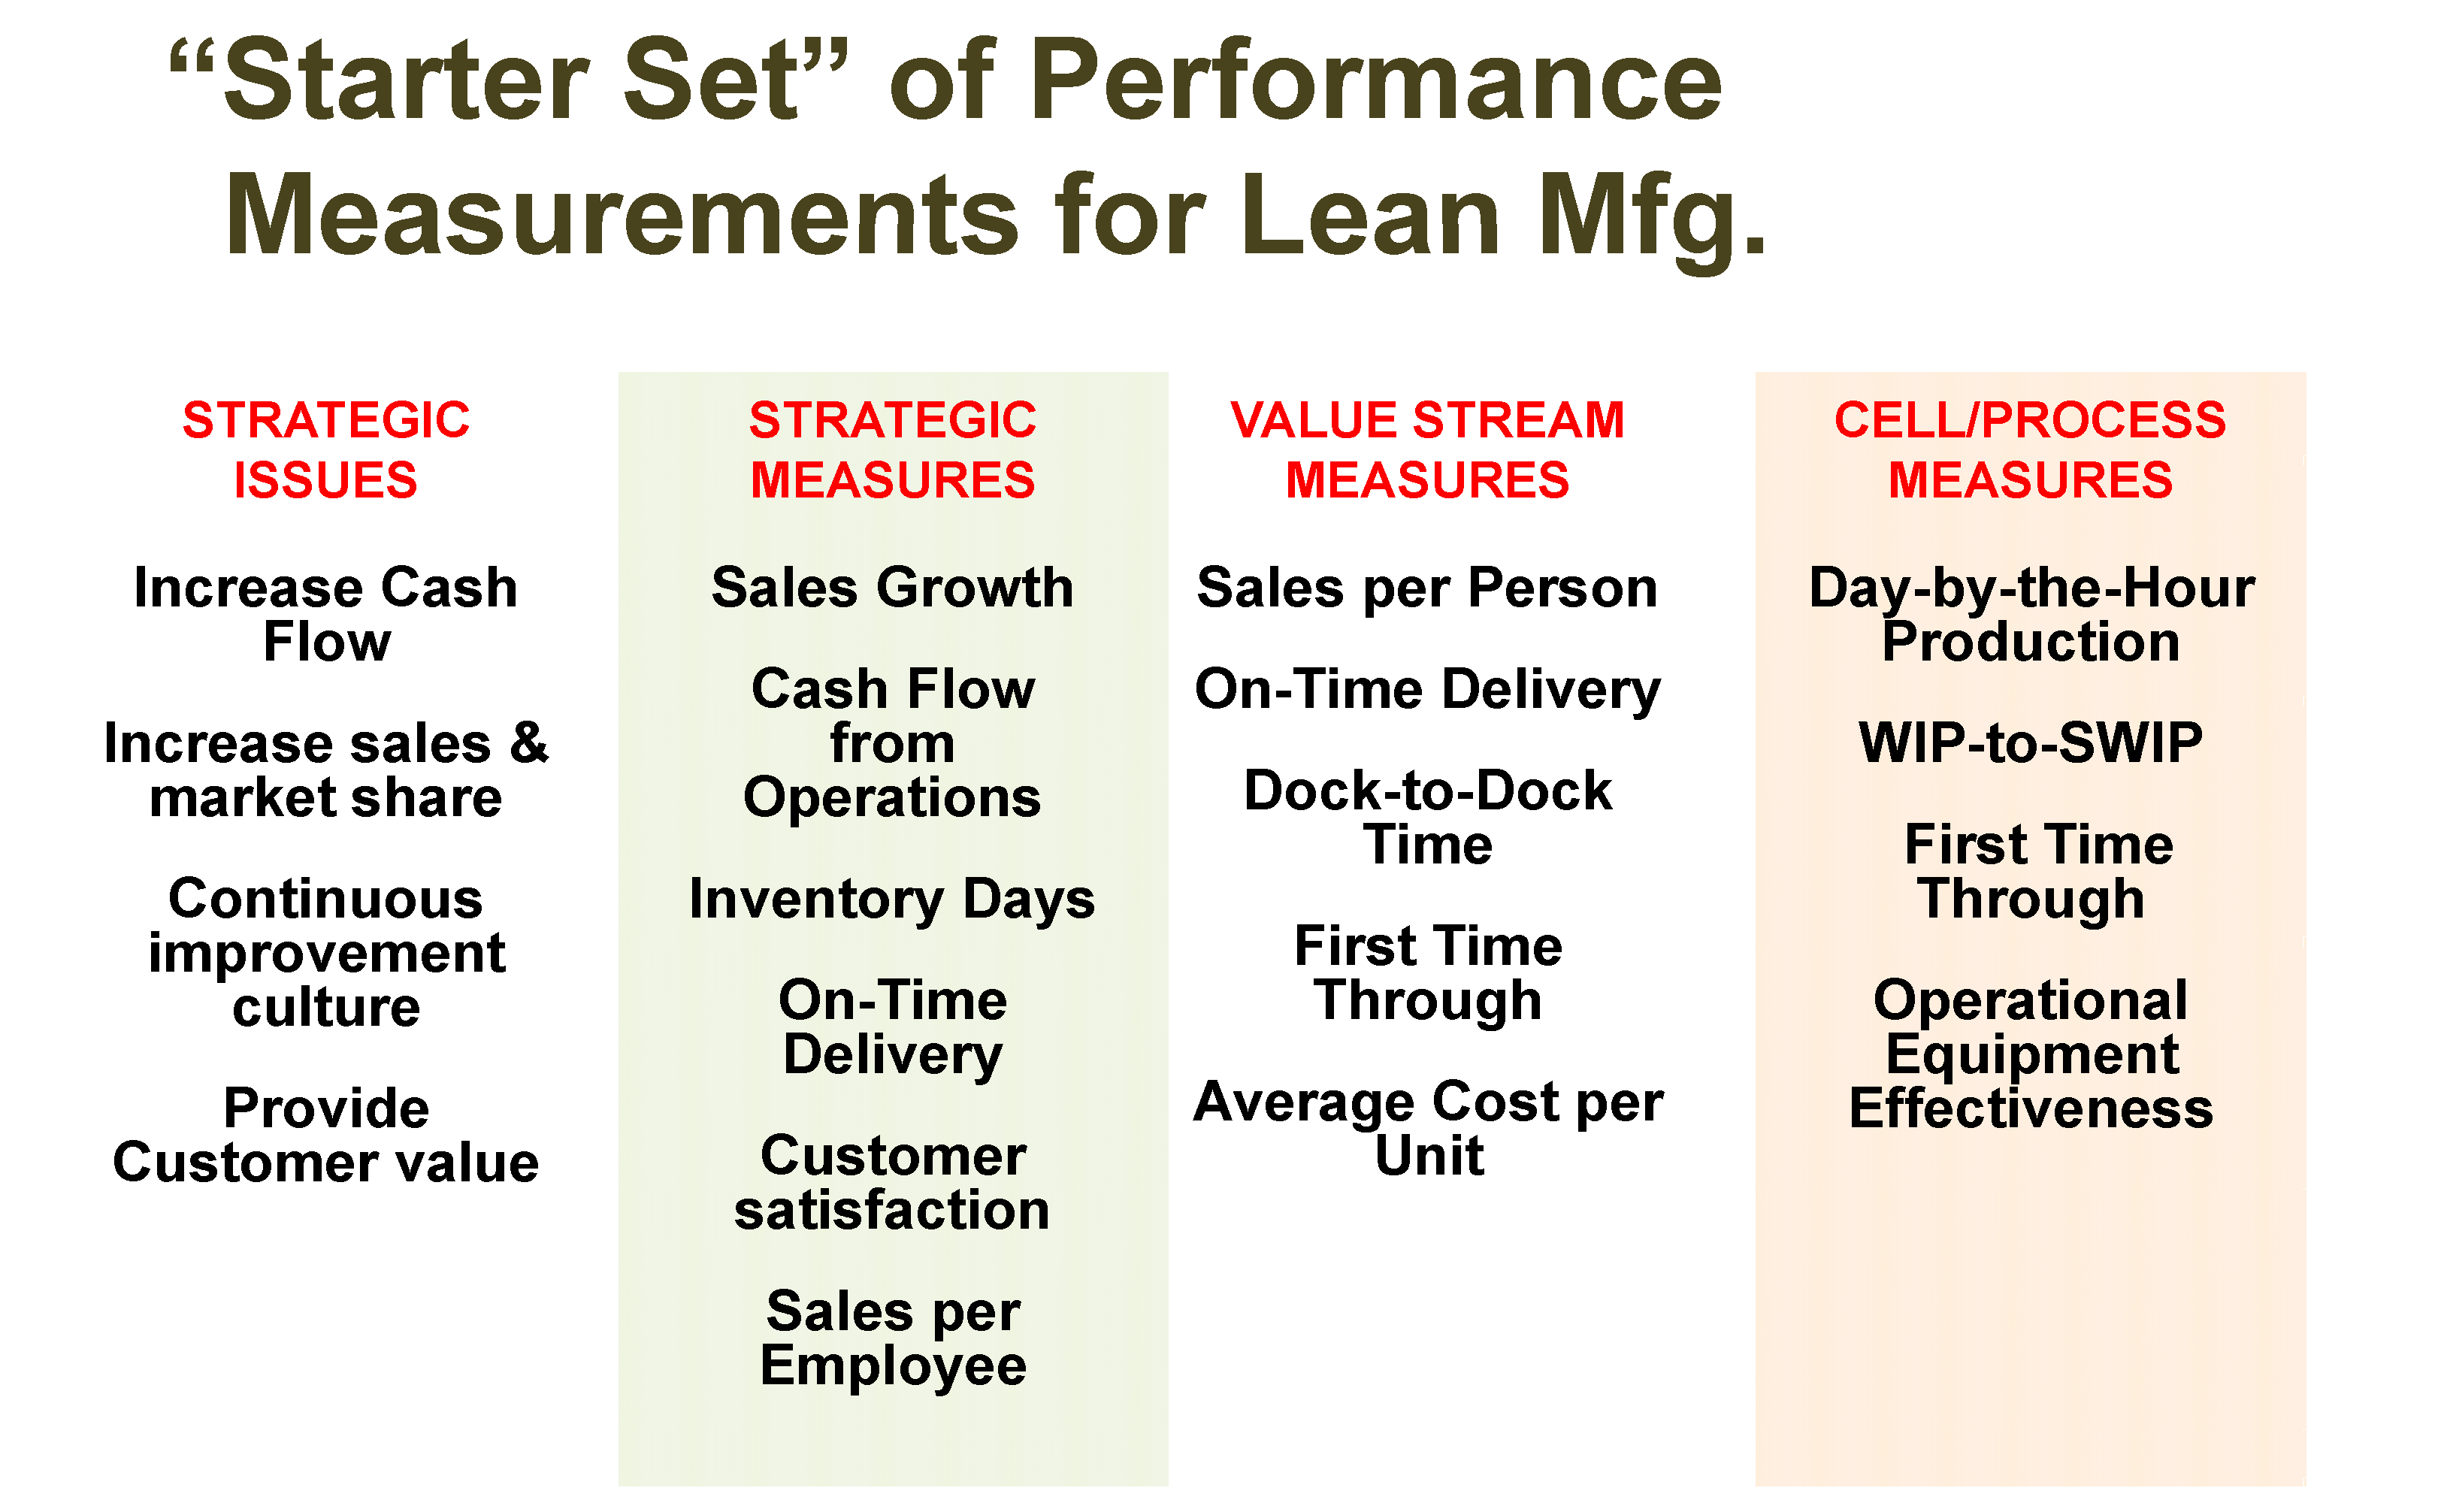 “Starter Set” of Performance
Measurements for Lean Mfg.
STRATEGIC
ISSUES
Increase Cash
Flow
Increase sales &
market share
Continuous
improvement
culture
Provide
Customer value
STRATEGIC
MEASURES
Sales Growth
Cash Flow
from
Operations
Inventory Days
On-Time
Delivery
Customer
satisfaction
Sales per
Employee
VALUE STREAM
MEASURES
Sales per Person
On-Time Delivery
Dock-to-Dock
Time
First Time
Through
Average Cost per
Unit
CELL/PROCESS
MEASURES
Day-by-the-Hour
Production
WIP-to-SWIP
First Time
Through
Operational
Equipment
Effectiveness